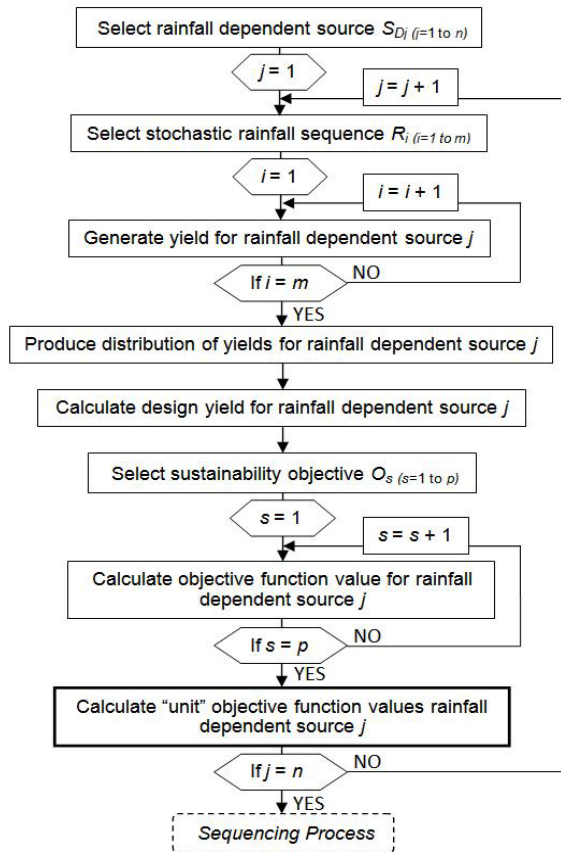 Select rainfall dependent source S_Dj (j=1 to n)
j = 1
j = j + 1
Select stochastic rainfall sequence R_i (i=1 to m)
i = 1
i = i + 1
Generate yield for rainfall dependent source j
If i = m
NO
YES
Produce distribution of yields for rainfall dependent source j
Calculate design yield for rainfall dependent source j
Select sustainability objective O_s (s=1 to p)
s = 1
s = s + 1
Calculate objective function value for rainfall
dependent source j
If s = p
NO
YES
Calculate “unit” objective function values rainfall
dependent source j
If j = n
NO
YES
Sequencing Process